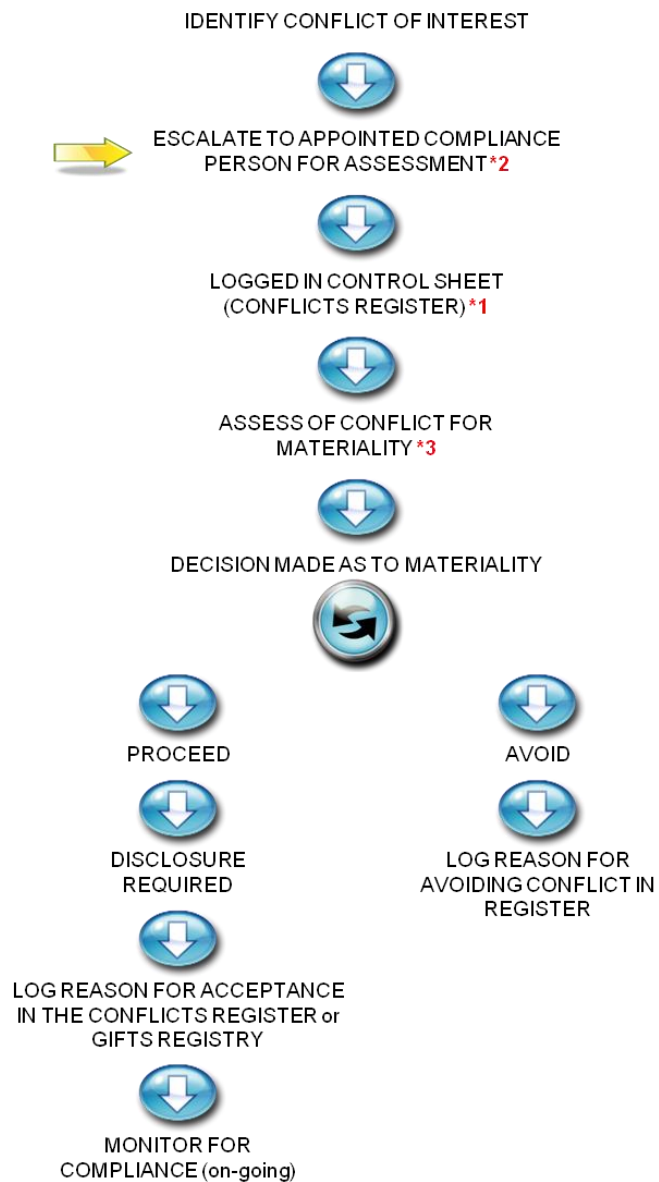 IDENTIFY CONFLICT OF INTEREST
ESCALATE TO APPOINTED COMPLIANCE
PERSON FOR ASSESSMENT *2
LOGGED IN CONTROL SHEET
(CONFLICTS REGISTER) *1
ASSESS OF CONFLICT FOR
MATERIALITY *3
DECISION MADE AS TO MATERIALITY
PROCEED
DISCLOSURE
REQUIRED
LOG REASON FOR ACCEPTANCE
IN THE CONFLICTS REGISTER or
GIFTS REGISTRY
MONITOR FOR
COMPLIANCE (on-going)
AVOID
LOG REASON FOR
AVOIDING CONFLICT IN
REGISTER